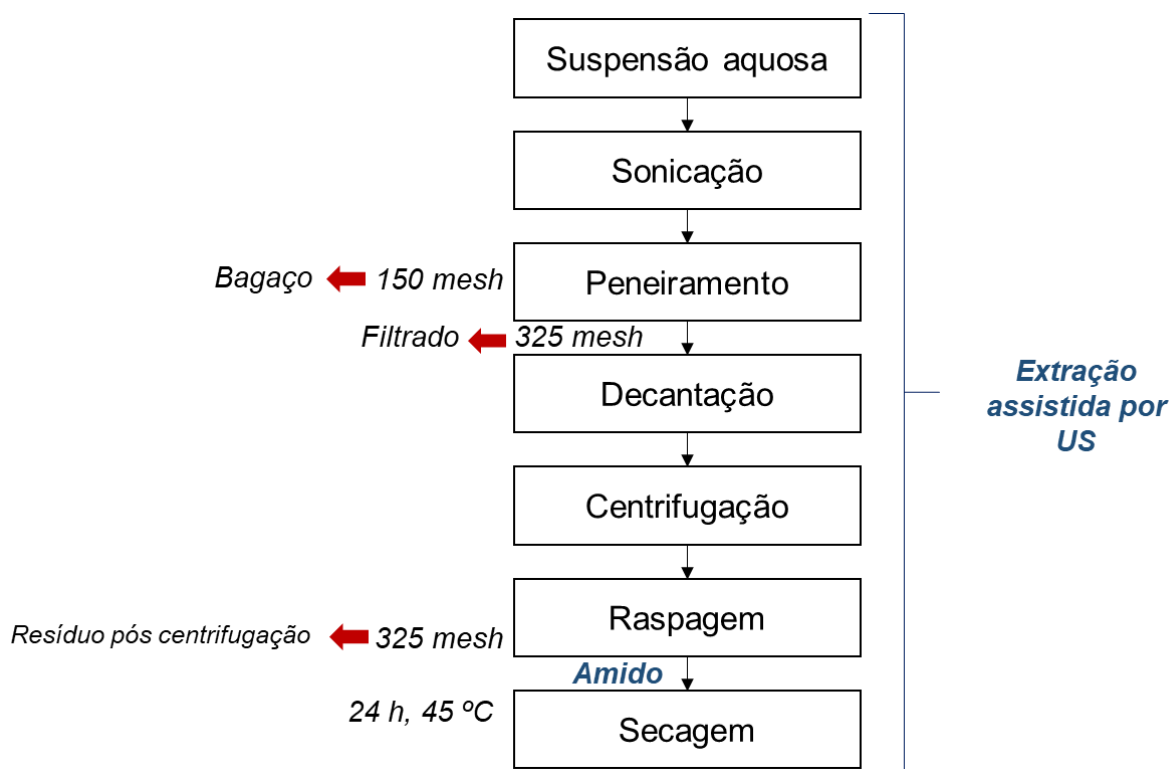 Suspensão aquosa
Sonicação
Bagaço
150 mesh
Peneiramento
Filtrado
325 mesh
Decantação
Extração
assistida por
US
Centrifugação
Raspagem
Resíduo pós centrifugação
325 mesh
Amido
24 h, 45 ºC
Secagem